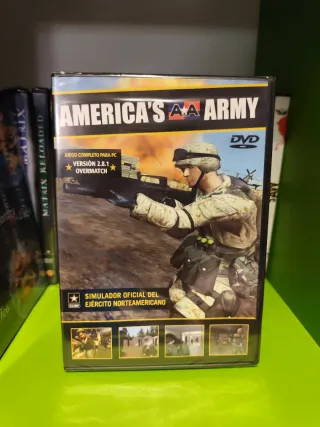 AMERICA'S AA ARMY
DVD
JUEGO COMPLETO PARA PC
VERSIÓN 2.8.1
OVERMATCH
SIMULADOR OFICIAL DEL
EJÉRCITO NORTEAMERICANO
MATRIX RELOADED
MATRIX